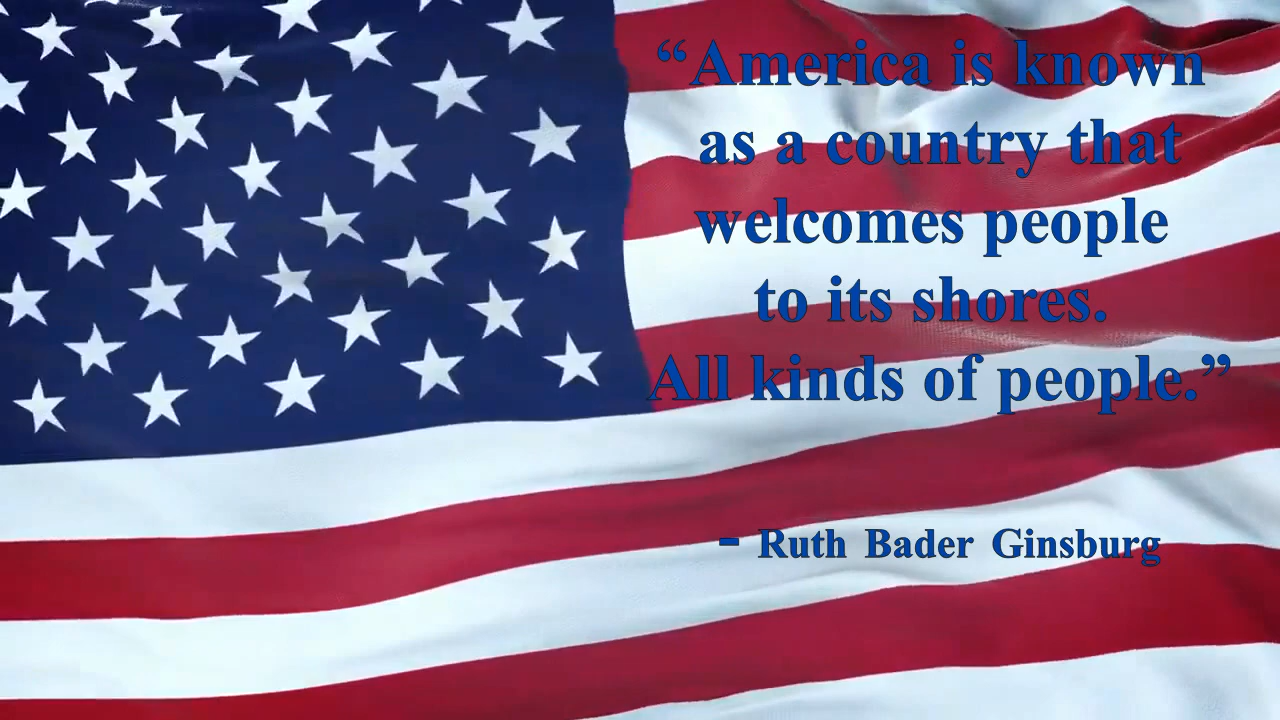 “America is known
as a country that
welcomes people
to its shores.
All kinds of people.”
- Ruth Bader Ginsburg